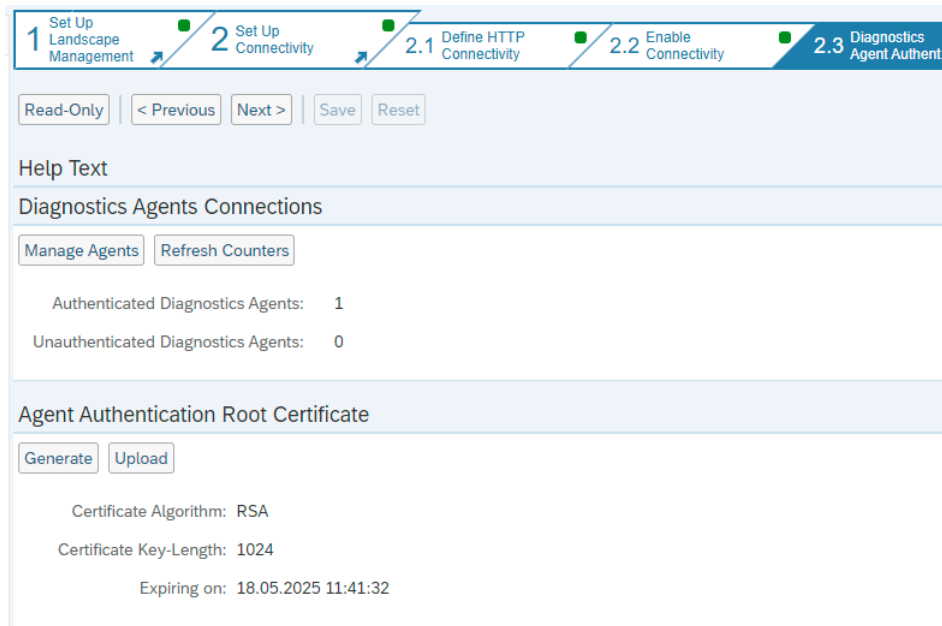 1 Set Up
Landscape
Management
2 Set Up
Connectivity
2.1 Define HTTP
Connectivity
2.2 Enable
Connectivity
2.3 Diagnostics
Agent Authent
Read-Only
< Previous
Next >
Save
Reset
Help Text
Diagnostics Agents Connections
Manage Agents
Refresh Counters
Authenticated Diagnostics Agents: 1
Unauthenticated Diagnostics Agents: 0
Agent Authentication Root Certificate
Generate
Upload
Certificate Algorithm: RSA
Certificate Key-Length: 1024
Expiring on: 18.05.2025 11:41:32